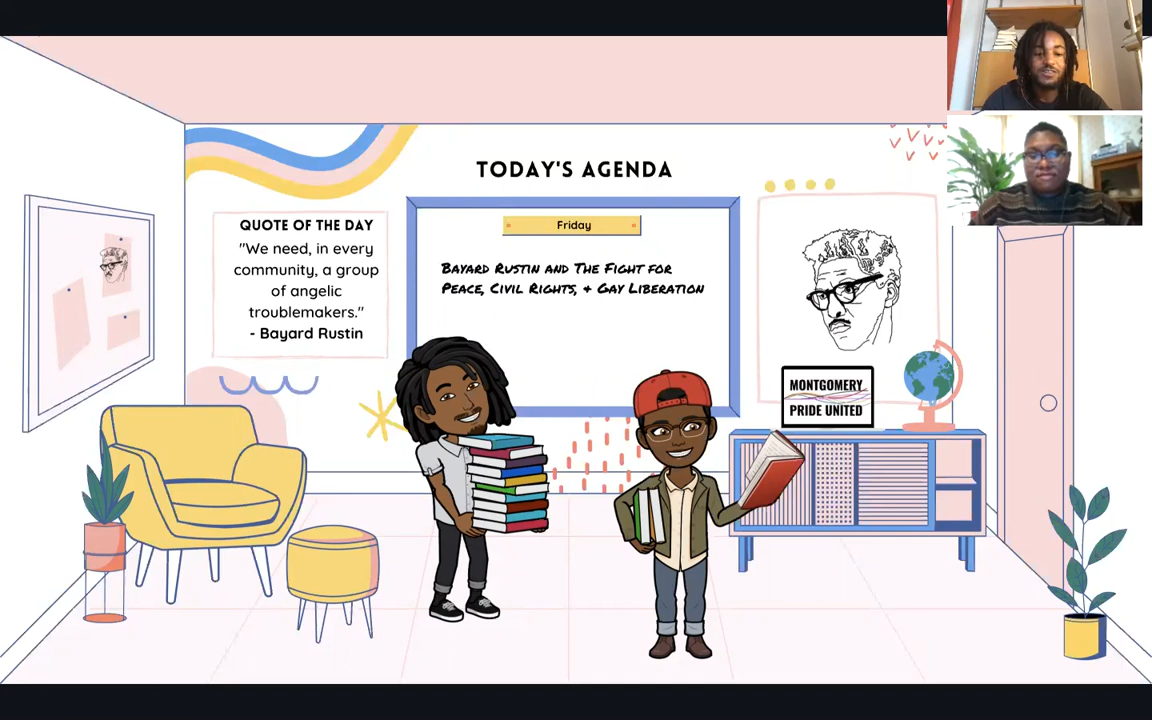 TODAY'S AGENDA
QUOTE OF THE DAY
"We need, in every
community, a group
of angelic
troublemakers."
- Bayard Rustin
Friday
Bayard Rustin and The Fight for
Peace, Civil Rights, & Gay Liberation
MONTGOMERY
PRIDE UNITED